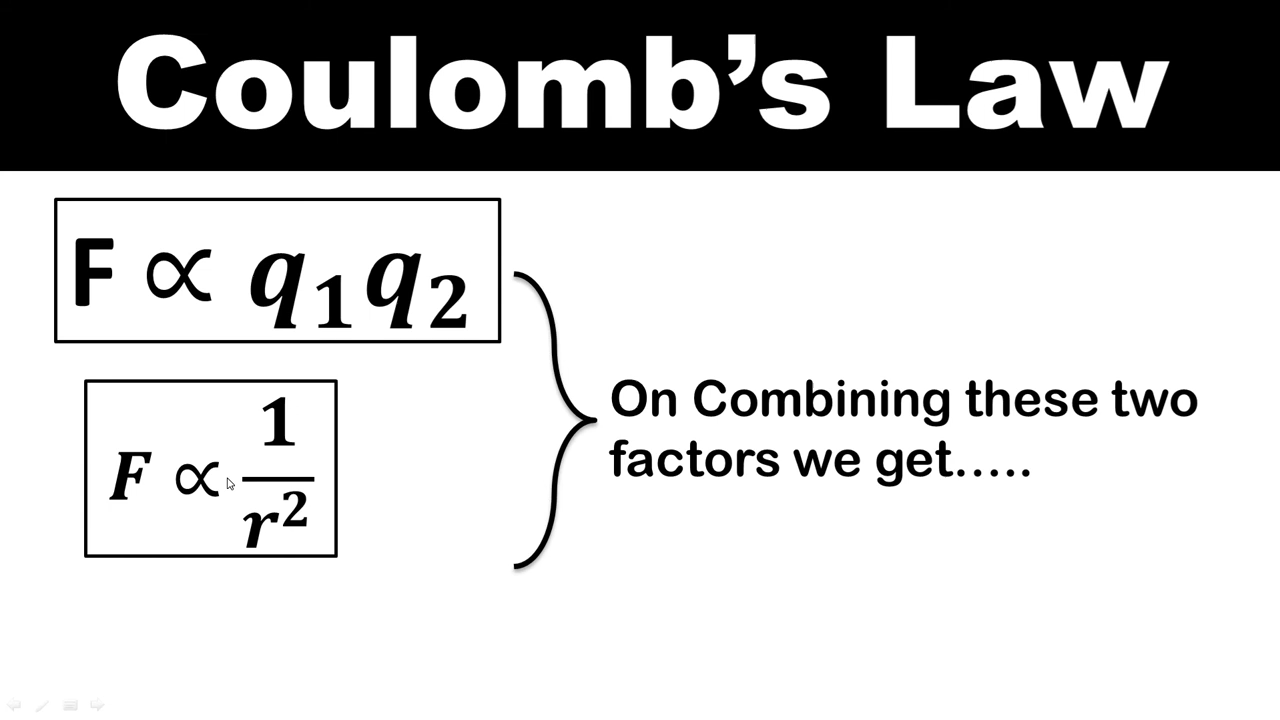 Coulomb’s Law
F ∝ q₁q₂
F ∝ 1/r²
On Combining these two
factors we get.....